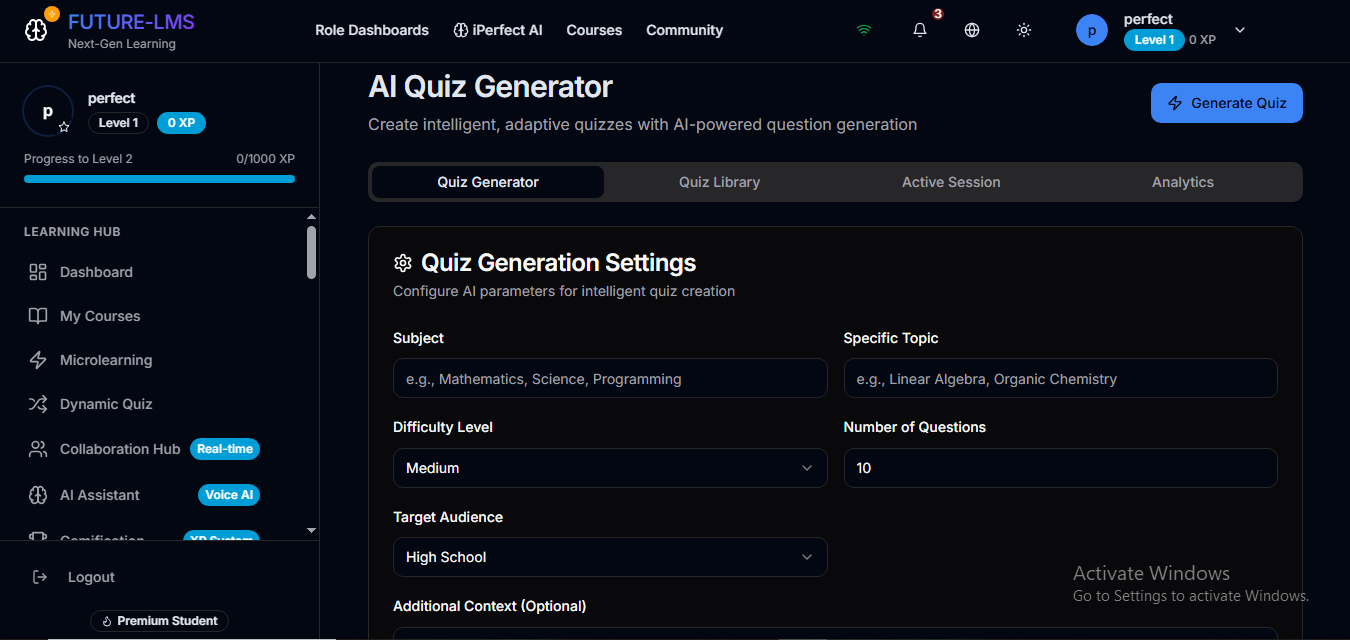 FUTURE-LMS
Next-Gen Learning
Role Dashboards iPerfect AI Courses Community
3
p
perfect
Level 1 0 XP
p
perfect
Level 1 0 XP
Progress to Level 2 0/1000 XP
LEARNING HUB
Dashboard
My Courses
Microlearning
Dynamic Quiz
Collaboration Hub Real-time
AI Assistant Voice AI
Gamification XP System
Logout
Premium Student
AI Quiz Generator
Create intelligent, adaptive quizzes with AI-powered question generation
Generate Quiz
Quiz Generator Quiz Library Active Session Analytics
Quiz Generation Settings
Configure AI parameters for intelligent quiz creation
Subject Specific Topic
e.g., Mathematics, Science, Programming e.g., Linear Algebra, Organic Chemistry
Difficulty Level Number of Questions
Medium 10
Target Audience
High School
Additional Context (Optional)
Activate Windows
Go to Settings to activate Windows.